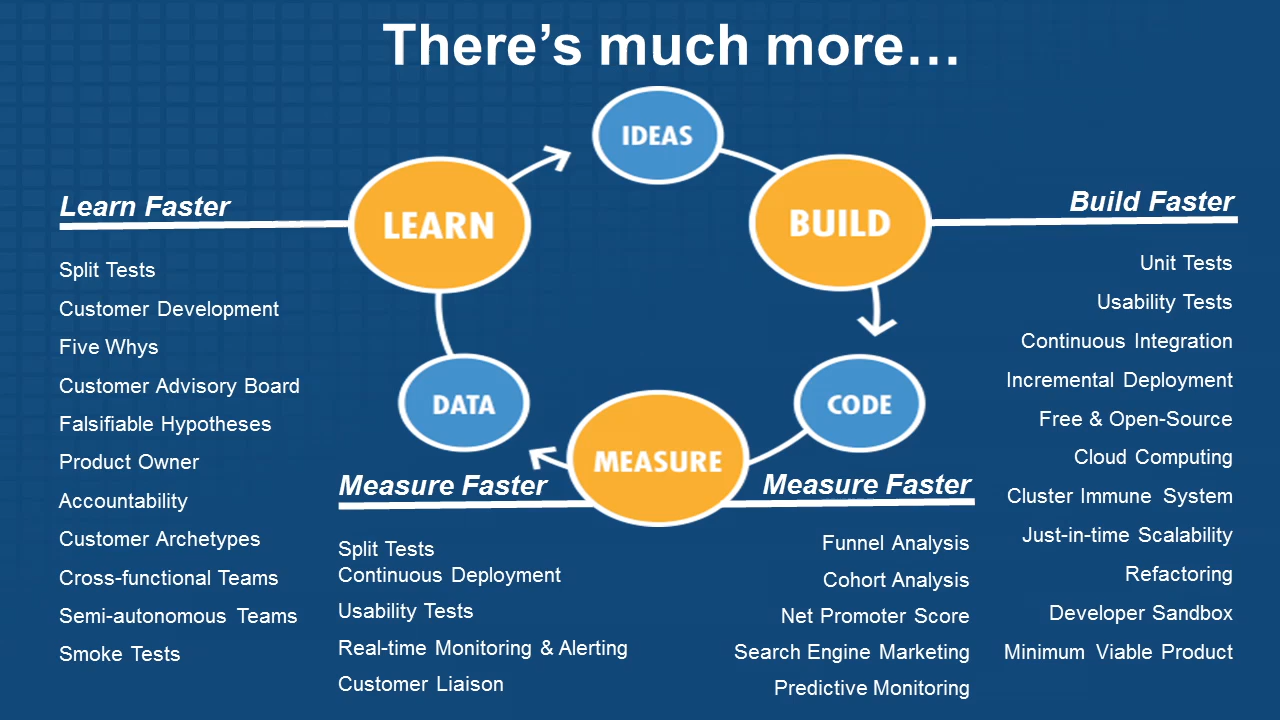 There's much more…
IDEAS
LEARN
BUILD
DATA
CODE
MEASURE
Learn Faster
Split Tests
Customer Development
Five Whys
Customer Advisory Board
Falsifiable Hypotheses
Product Owner
Accountability
Customer Archetypes
Cross-functional Teams
Semi-autonomous Teams
Smoke Tests
Measure Faster
Split Tests
Continuous Deployment
Usability Tests
Real-time Monitoring & Alerting
Customer Liaison
Measure Faster
Funnel Analysis
Cohort Analysis
Net Promoter Score
Search Engine Marketing
Predictive Monitoring
Build Faster
Unit Tests
Usability Tests
Continuous Integration
Incremental Deployment
Free & Open-Source
Cloud Computing
Cluster Immune System
Just-in-time Scalability
Refactoring
Developer Sandbox
Minimum Viable Product